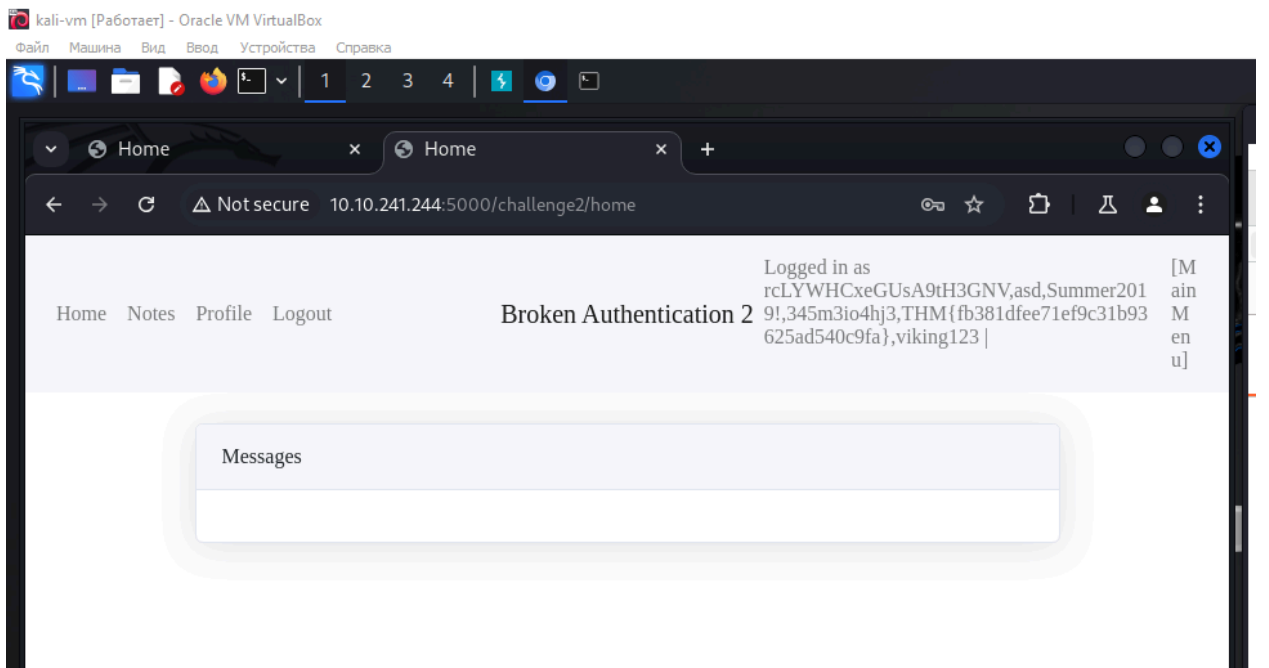 kali-vm [Работает] - Oracle VM VirtualBox
Файл Машина Вид Ввод Устройства Справка
1 2 3 4
Home
Home
Not secure 10.10.241.244:5000/challenge2/home
Home Notes Profile Logout
Broken Authentication 2
Logged in as
rcLYWHCxeGUsA9tH3GNV,asd,Summer201
9!,345m3io4hj3,THM{fb381dfee71ef9c31b93
625ad540c9fa},viking123 |
[M
ain
M
en
u]
Messages